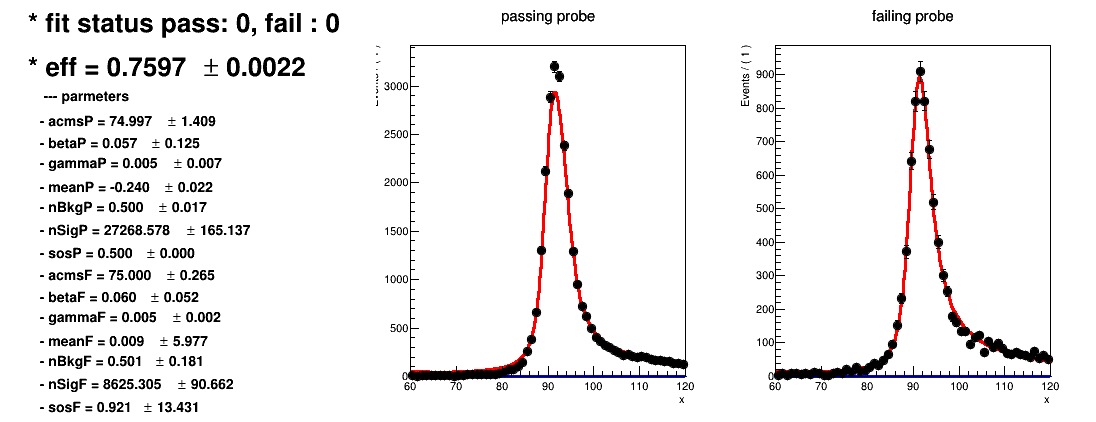 * fit status pass: 0, fail : 0
* eff = 0.7597 ± 0.0022
--- parmeters
- acmsP = 74.997 ± 1.409
- betaP = 0.057 ± 0.125
- gammaP = 0.005 ± 0.007
- meanP = -0.240 ± 0.022
- nBkgP = 0.500 ± 0.017
- nSigP = 27268.578 ± 165.137
- sosP = 0.500 ± 0.000
- acmsF = 75.000 ± 0.265
- betaF = 0.060 ± 0.052
- gammaF = 0.005 ± 0.002
- meanF = 0.009 ± 5.977
- nBkgF = 0.501 ± 0.181
- nSigF = 8625.305 ± 90.662
- sosF = 0.921 ± 13.431
passing probe
3000
2500
2000
1500
1000
500
0
60 70 80 90 100 110 120
x
failing probe
Events / ( 1 )
900
800
700
600
500
400
300
200
100
0
60 70 80 90 100 110 120
x